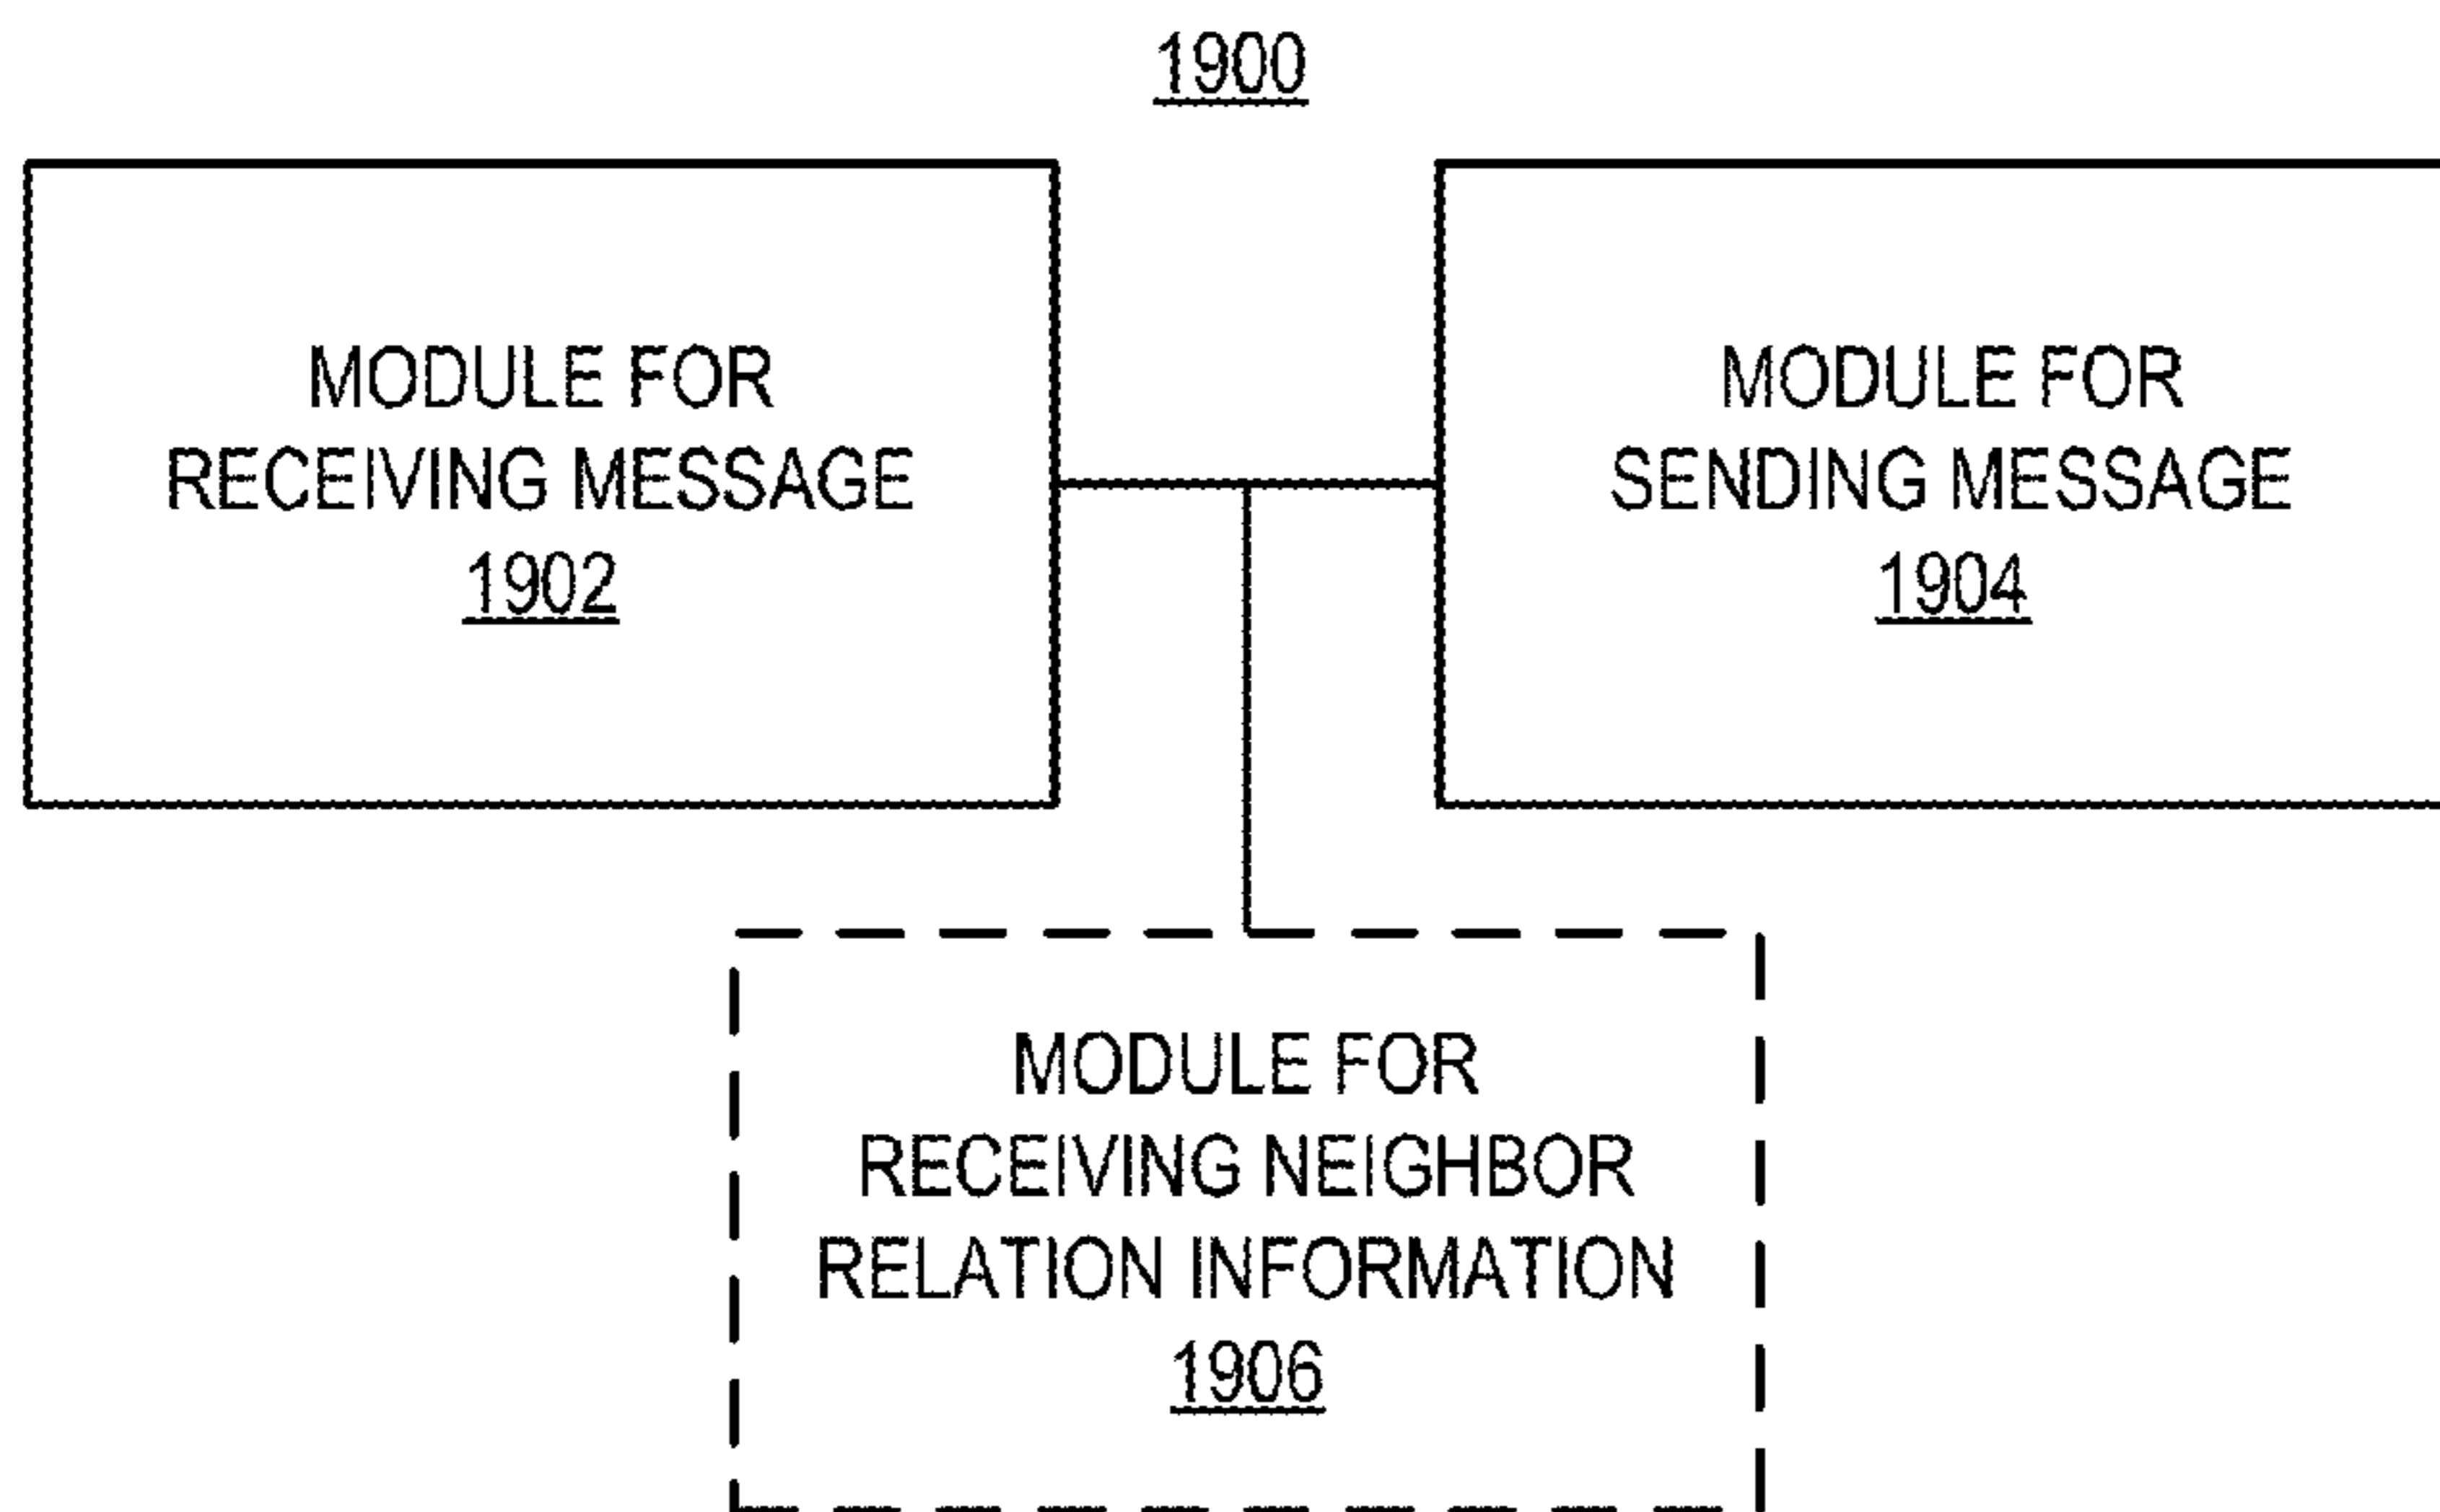 1900
MODULE FOR
RECEIVING MESSAGE
1902
MODULE FOR
SENDING MESSAGE
1904
MODULE FOR
RECEIVING NEIGHBOR
RELATION INFORMATION
1906